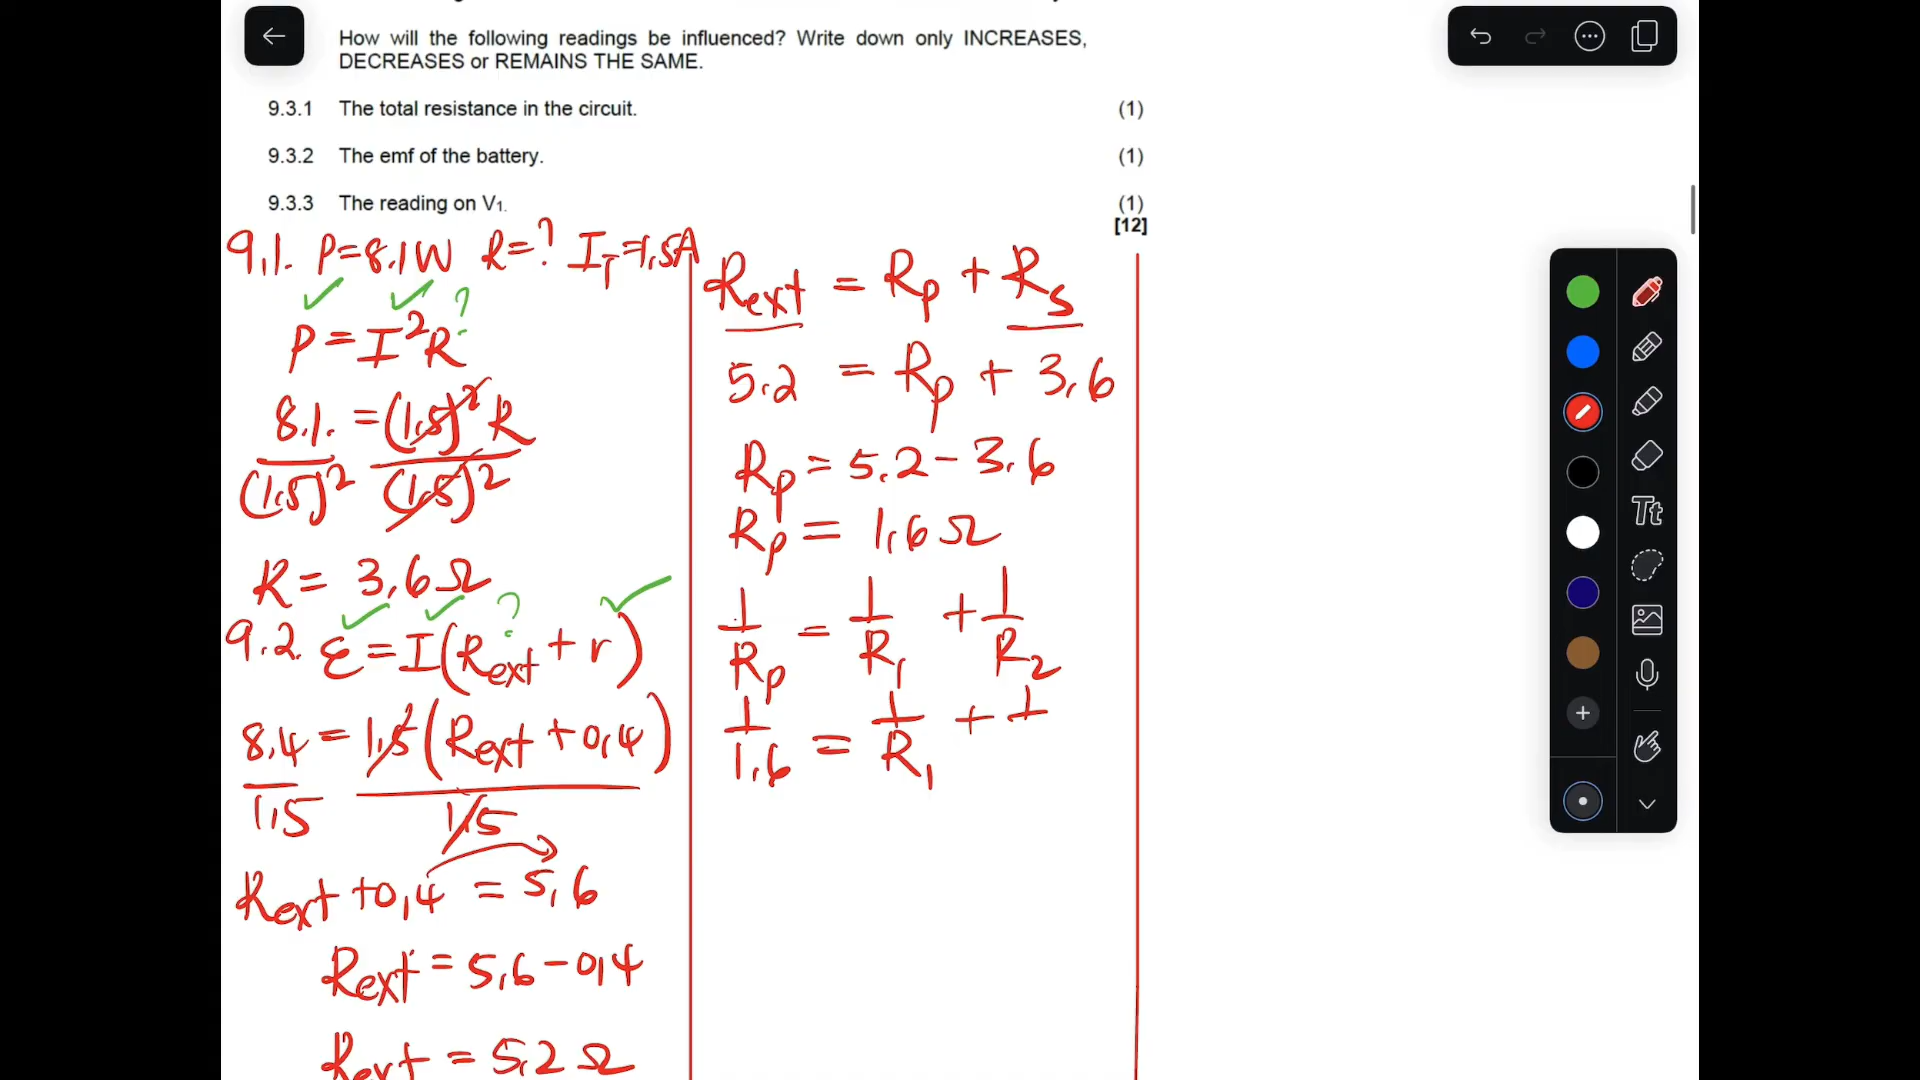 How will the following readings be influenced? Write down only INCREASES,
DECREASES or REMAINS THE SAME.
9.3.1 The total resistance in the circuit. (1)
9.3.2 The emf of the battery. (1)
9.3.3 The reading on V₁. (1)
[12]
9.1. P=8.1W R=? I_T=1,5A
✓ ✓ ?
P=I²R
8.1. =(1.5)² R
(1.5)² (1.5)²
R= 3,6Ω
✓ ✓ ? ✓
9.2. ε=I(Rext + r)
8.4 = 1,5(Rext +0,4)
1,5 1,5
Rext +0,4 = 5,6
Rext = 5,6 - 0,4
Rext = 5,2 Ω
Rext = Rp + Rs
5.2 = Rp + 3,6
Rp = 5.2 - 3.6
Rp = 1,6 Ω
1/Rp = 1/R₁ + 1/R₂
1/1.6 = 1/R₁ + 1
Tt